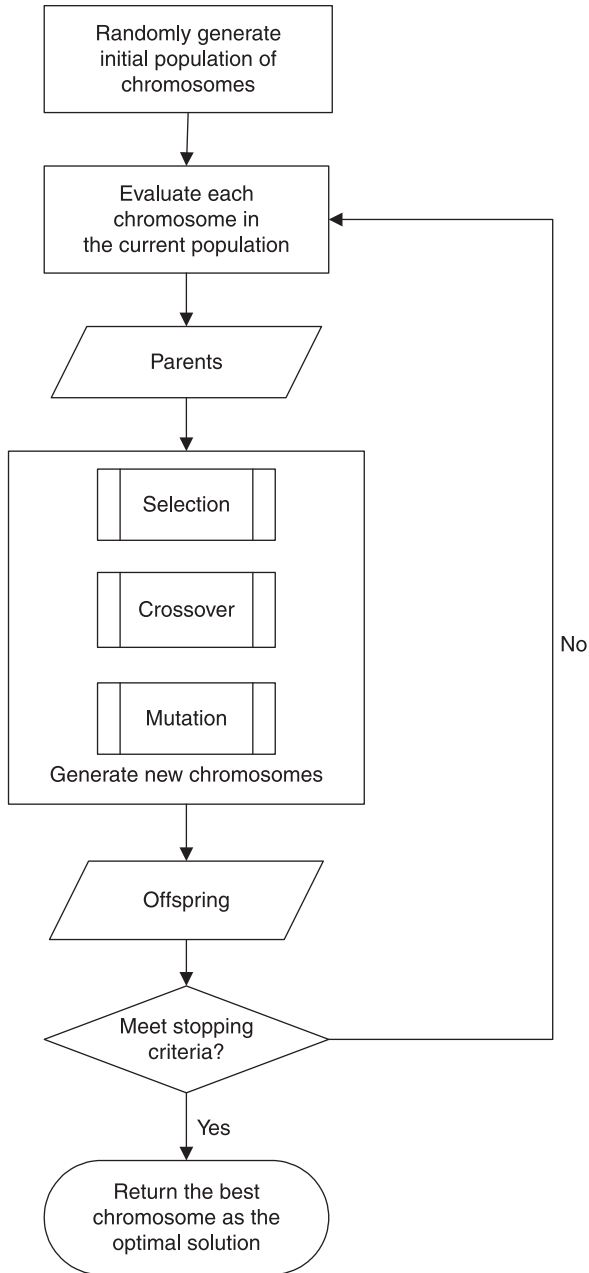 Randomly generate
initial population of
chromosomes
Evaluate each
chromosome in
the current population
Parents
Selection
Crossover
No
Mutation
Generate new chromosomes
Offspring
Meet stopping
criteria?
Yes
Return the best
chromosome as the
optimal solution